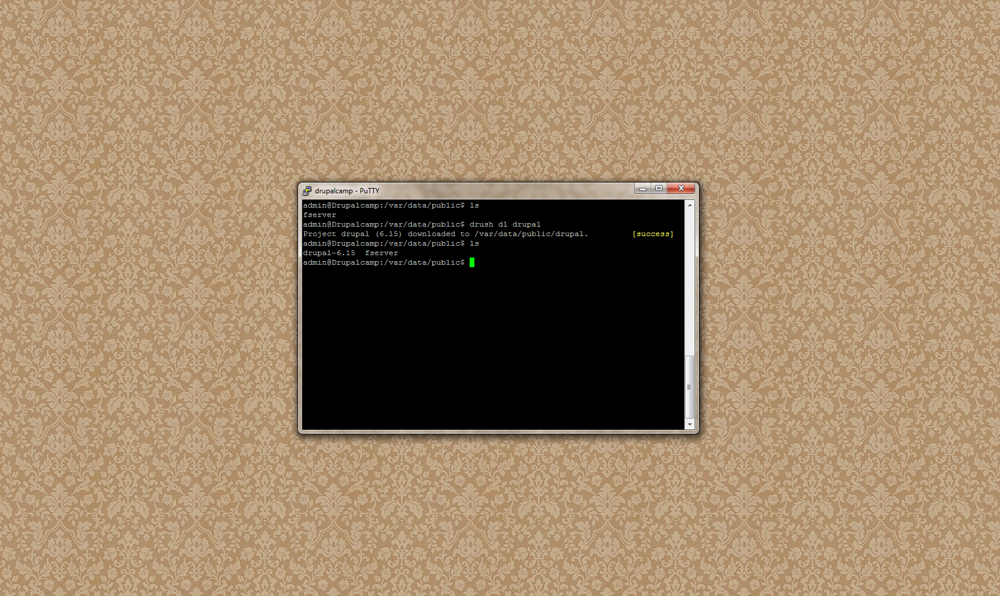 drupalcamp - PuTTY
admin@Drupalcamp:/var/data/public$ ls
fserver
admin@Drupalcamp:/var/data/public$ drush dl drupal
Project drupal (6.15) downloaded to /var/data/public/drupal. [success]
admin@Drupalcamp:/var/data/public$ ls
drupal-6.15 fserver
admin@Drupalcamp:/var/data/public$